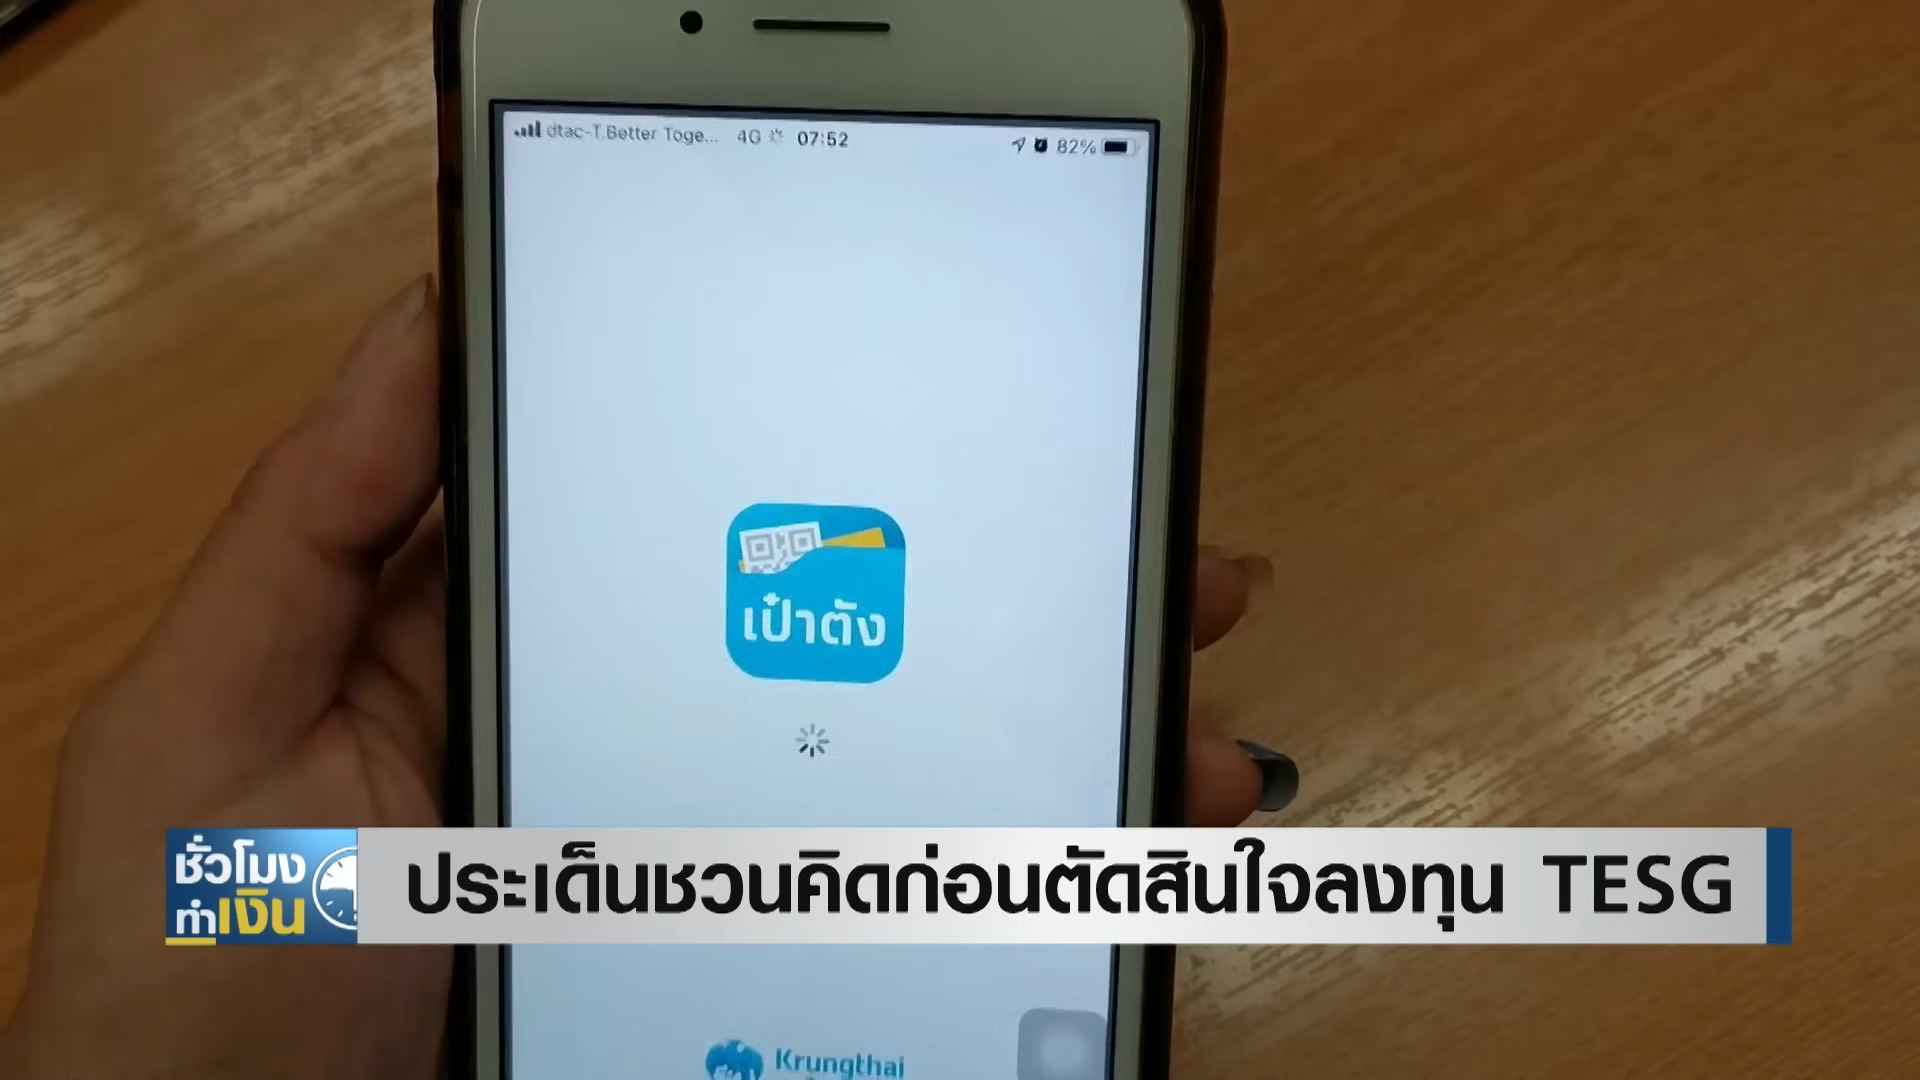 dtac-T.Better Toge... 4G 07:52 82%
เป๋าตัง
ชั่วโมง
ทำเงิน
ประเด็นชวนคิดก่อนตัดสินใจลงทุน TESG
Krungthai